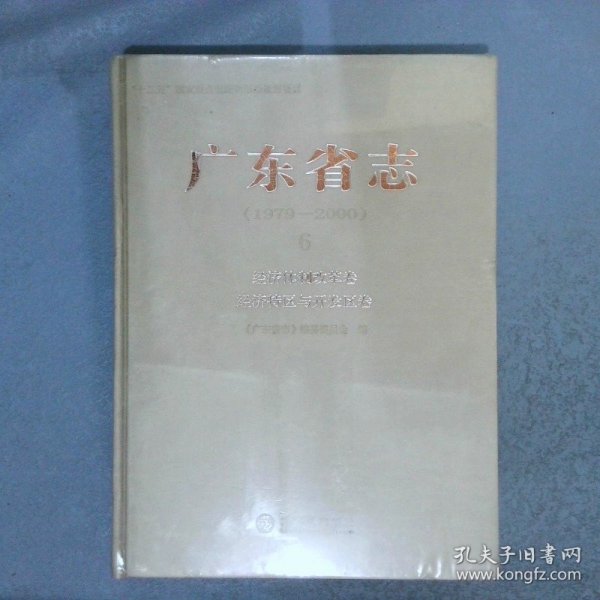 广东省志
(1979—2000)
6
经济体制改革卷
经济特区与开发区卷
《广东省志》编纂委员会 编
孔夫子旧书网
www.kongfz.com